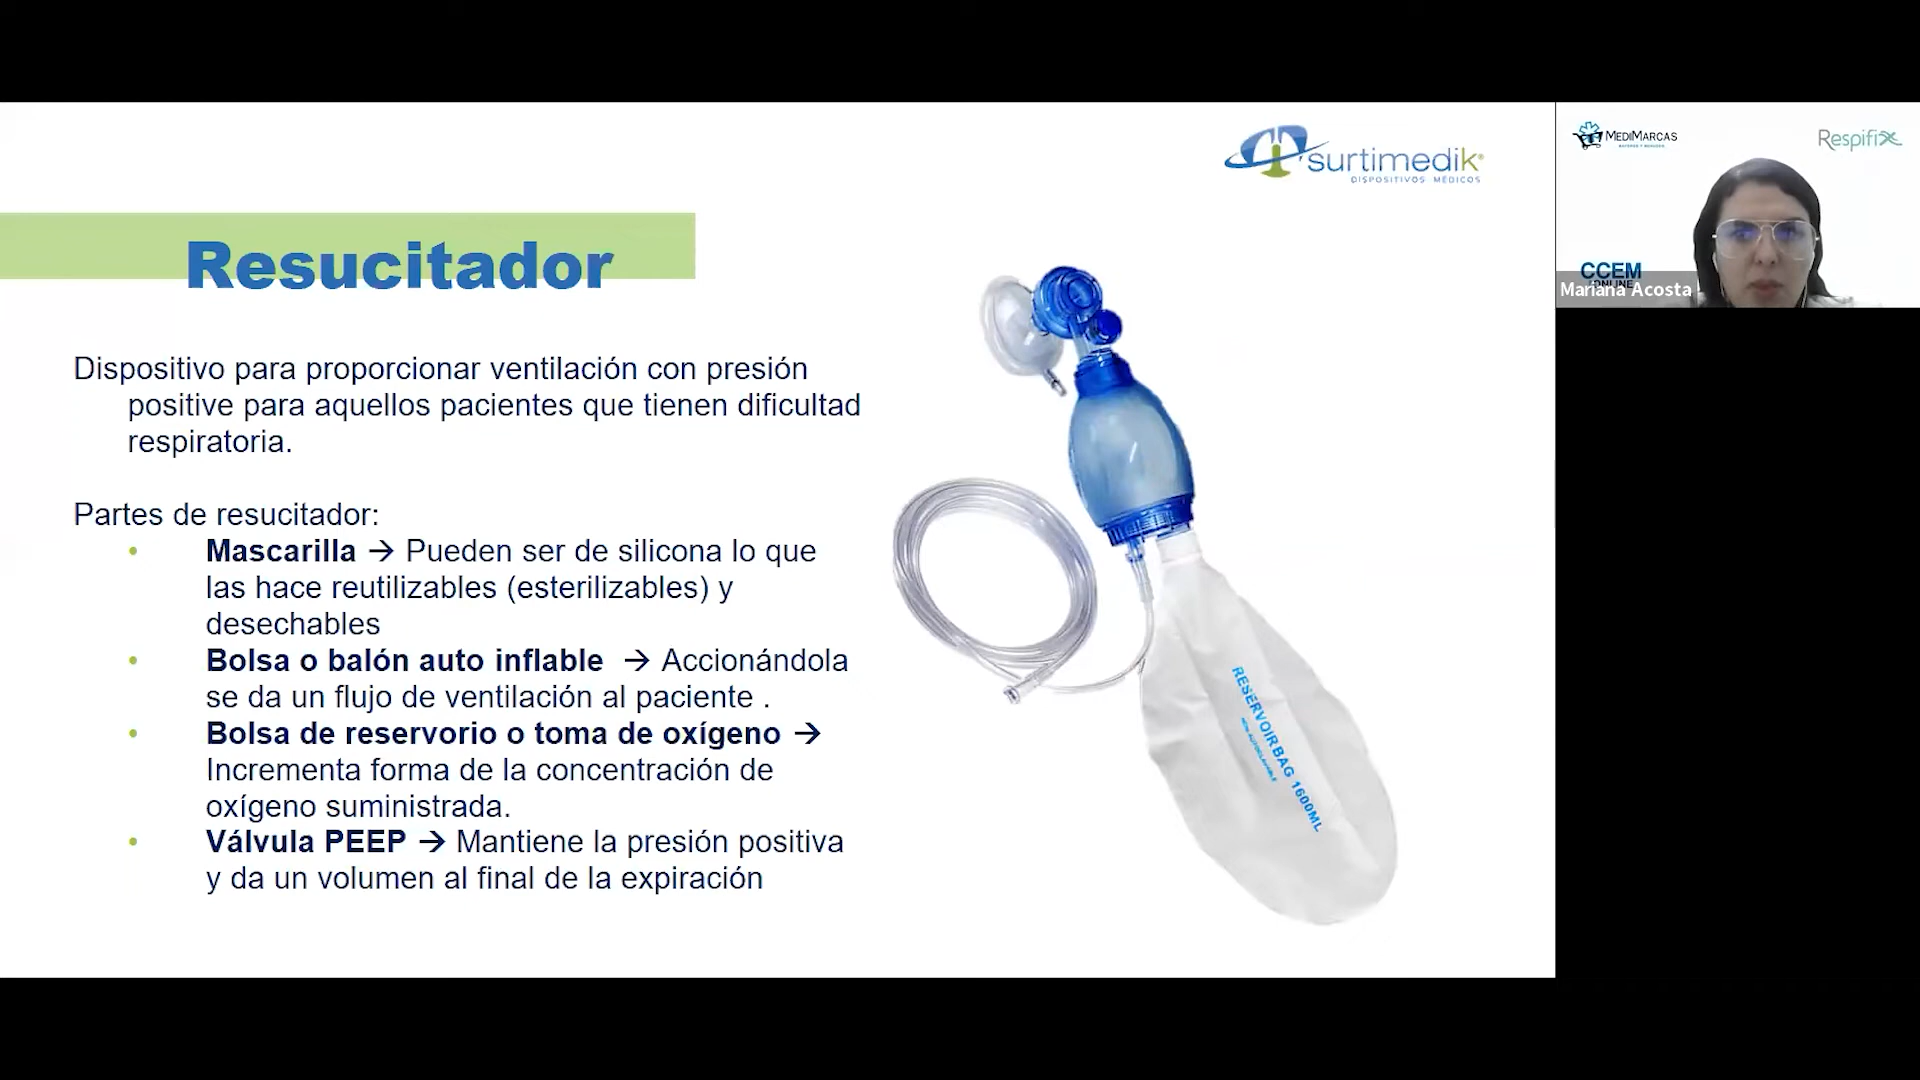 surtimedik®
DISPOSITIVOS MÉDICOS
Resucitador
Dispositivo para proporcionar ventilación con presión
positive para aquellos pacientes que tienen dificultad
respiratoria.
Partes de resucitador:
• Mascarilla → Pueden ser de silicona lo que
las hace reutilizables (esterilizables) y
desechables
• Bolsa o balón auto inflable → Accionándola
se da un flujo de ventilación al paciente .
• Bolsa de reservorio o toma de oxígeno →
Incrementa forma de la concentración de
oxígeno suministrada.
• Válvula PEEP → Mantiene la presión positiva
y da un volumen al final de la expiración
RESERVOIR BAG 1600ML
MEDIMARCAS
Respifix
CCEM
ONLINE
Mariana Acosta